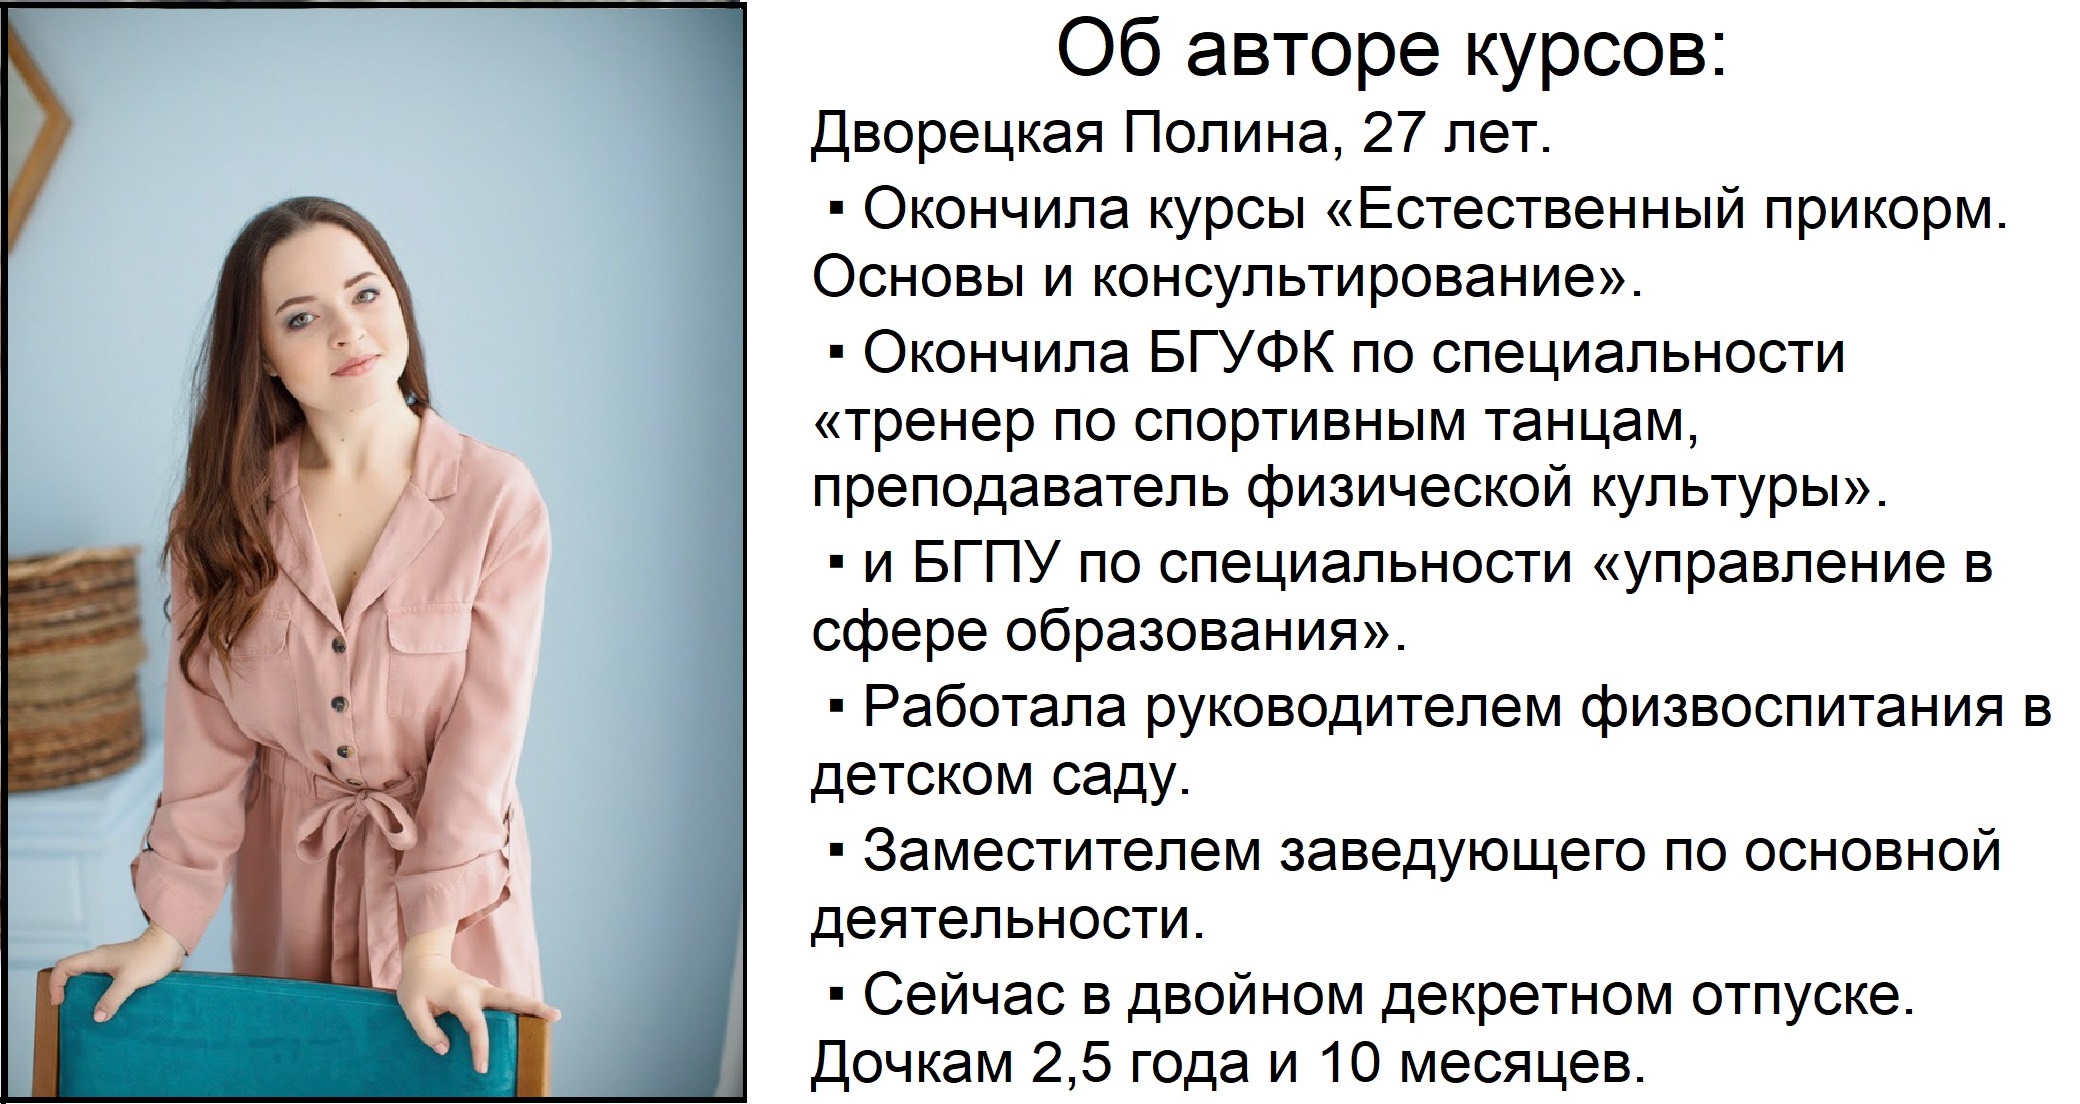 Об авторе курсов:
Дворецкая Полина, 27 лет.
▪ Окончила курсы «Естественный прикорм.
Основы и консультирование».
▪ Окончила БГУФК по специальности
«тренер по спортивным танцам,
преподаватель физической культуры».
▪ и БГПУ по специальности «управление в
сфере образования».
▪ Работала руководителем физвоспитания в
детском саду.
▪ Заместителем заведующего по основной
деятельности.
▪ Сейчас в двойном декретном отпуске.
Дочкам 2,5 года и 10 месяцев.